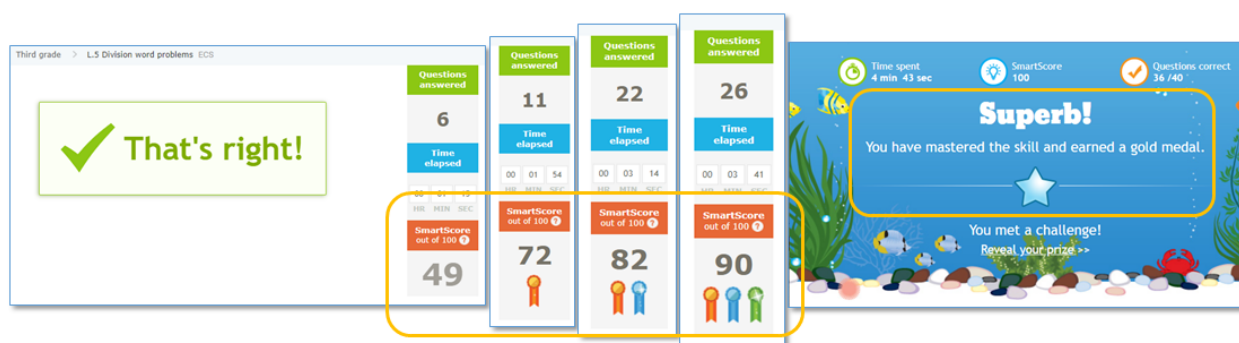 Third grade > L.5 Division word problems ECS
That's right!
Questions
answered
6
Time
elapsed
HR MIN SEC
SmartScore
out of 100 ?
49
Questions
answered
11
Time
elapsed
00 01 54
HR MIN SEC
SmartScore
out of 100 ?
72
Questions
answered
22
Time
elapsed
00 03 14
HR MIN SEC
SmartScore
out of 100 ?
82
Questions
answered
26
Time
elapsed
00 03 41
HR MIN SEC
SmartScore
out of 100 ?
90
Time spent
4 min 43 sec
SmartScore
100
Questions correct
36 /40
Superb!
You have mastered the skill and earned a gold medal.
You met a challenge!
Reveal your prize >>